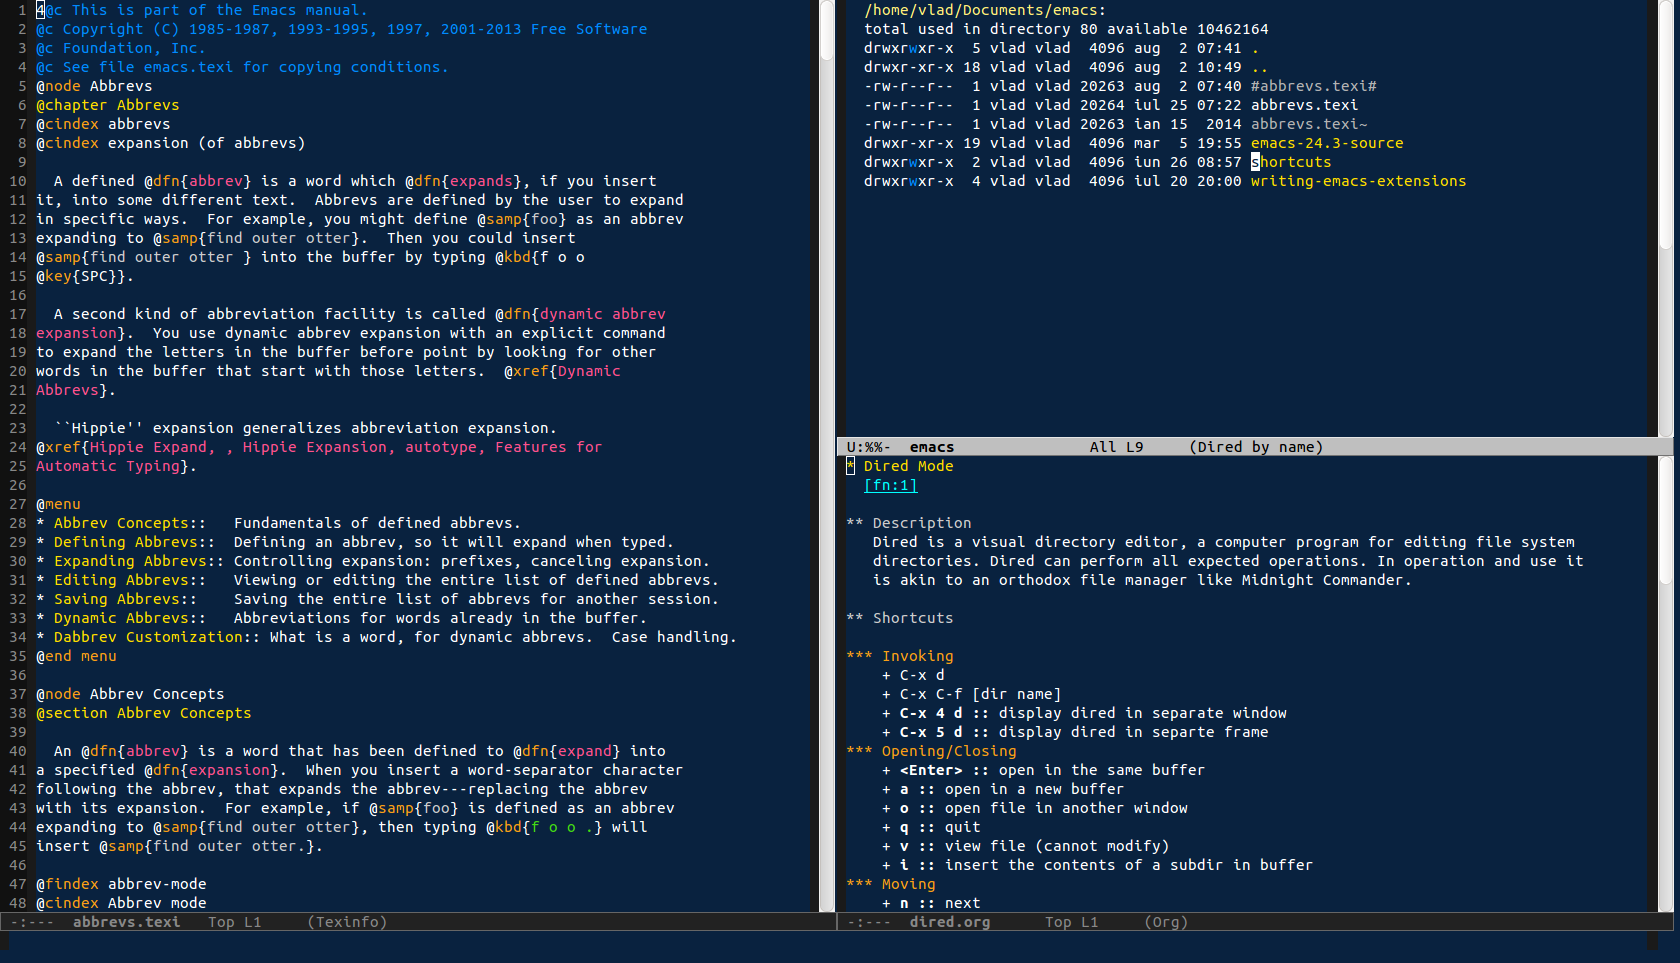 1 4@c This is part of the Emacs manual.
2 @c Copyright (C) 1985-1987, 1993-1995, 1997, 2001-2013 Free Software
3 @c Foundation, Inc.
4 @c See file emacs.texi for copying conditions.
5 @node Abbrevs
6 @chapter Abbrevs
7 @cindex abbrevs
8 @cindex expansion (of abbrevs)
9
10   A defined @dfn{abbrev} is a word which @dfn{expands}, if you insert
11 it, into some different text.  Abbrevs are defined by the user to expand
12 in specific ways.  For example, you might define @samp{foo} as an abbrev
13 expanding to @samp{find outer otter}.  Then you could insert
14 @samp{find outer otter } into the buffer by typing @kbd{f o o
15 @key{SPC}}.
16
17   A second kind of abbreviation facility is called @dfn{dynamic abbrev
18 expansion}.  You use dynamic abbrev expansion with an explicit command
19 to expand the letters in the buffer before point by looking for other
20 words in the buffer that start with those letters.  @xref{Dynamic
21 Abbrevs}.
22
23   ``Hippie'' expansion generalizes abbreviation expansion.
24 @xref{Hippie Expand, , Hippie Expansion, autotype, Features for
25 Automatic Typing}.
26
27 @menu
28 * Abbrev Concepts::   Fundamentals of defined abbrevs.
29 * Defining Abbrevs::  Defining an abbrev, so it will expand when typed.
30 * Expanding Abbrevs:: Controlling expansion: prefixes, canceling expansion.
31 * Editing Abbrevs::   Viewing or editing the entire list of defined abbrevs.
32 * Saving Abbrevs::    Saving the entire list of abbrevs for another session.
33 * Dynamic Abbrevs::   Abbreviations for words already in the buffer.
34 * Dabbrev Customization:: What is a word, for dynamic abbrevs.  Case handling.
35 @end menu
36
37 @node Abbrev Concepts
38 @section Abbrev Concepts
39
40   An @dfn{abbrev} is a word that has been defined to @dfn{expand} into
41 a specified @dfn{expansion}.  When you insert a word-separator character
42 following the abbrev, that expands the abbrev---replacing the abbrev
43 with its expansion.  For example, if @samp{foo} is defined as an abbrev
44 expanding to @samp{find outer otter}, then typing @kbd{f o o .} will
45 insert @samp{find outer otter.}.
46
47 @findex abbrev-mode
48 @cindex Abbrev mode
-:---  abbrevs.texi   Top L1     (Texinfo)
/home/vlad/Documents/emacs:
total used in directory 80 available 10462164
drwxrwxr-x  5 vlad vlad  4096 aug  2 07:41 .
drwxr-xr-x 18 vlad vlad  4096 aug  2 10:49 ..
-rw-r--r--  1 vlad vlad 20263 aug  2 07:40 #abbrevs.texi#
-rw-r--r--  1 vlad vlad 20264 iul 25 07:22 abbrevs.texi
-rw-r--r--  1 vlad vlad 20263 ian 15  2014 abbrevs.texi~
drwxr-xr-x 19 vlad vlad  4096 mar  5 19:55 emacs-24.3-source
drwxrwxr-x  2 vlad vlad  4096 iun 26 08:57 shortcuts
drwxrwxr-x  4 vlad vlad  4096 iul 20 20:00 writing-emacs-extensions
U:%%-  emacs               All L9     (Dired by name)
* Dired Mode
[fn:1]
** Description
Dired is a visual directory editor, a computer program for editing file system
directories. Dired can perform all expected operations. In operation and use it
is akin to an orthodox file manager like Midnight Commander.
** Shortcuts
*** Invoking
+ C-x d
+ C-x C-f [dir name]
+ C-x 4 d :: display dired in separate window
+ C-x 5 d :: display dired in separte frame
*** Opening/Closing
+ <Enter> :: open in the same buffer
+ a :: open in a new buffer
+ o :: open file in another window
+ q :: quit
+ v :: view file (cannot modify)
+ i :: insert the contents of a subdir in buffer
*** Moving
+ n :: next
-:---  dired.org      Top L1     (Org)